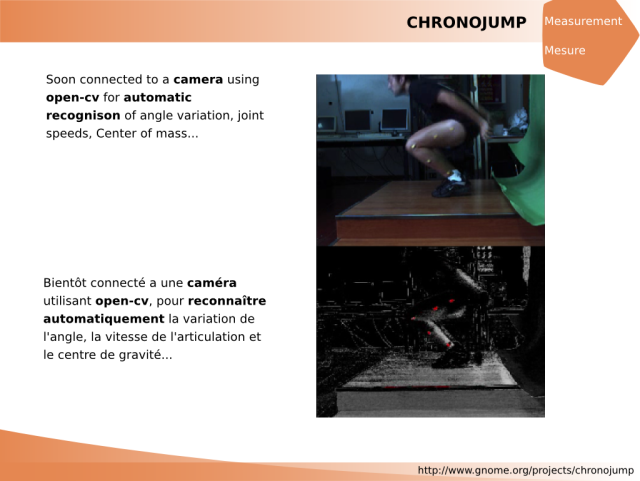 CHRONOJUMP
Measurement
Mesure
Soon connected to a camera using
open-cv for automatic
recognison of angle variation, joint
speeds, Center of mass...
Bientôt connecté a une caméra
utilisant open-cv, pour reconnaître
automatiquement la variation de
l'angle, la vitesse de l'articulation et
le centre de gravité...
http://www.gnome.org/projects/chronojump